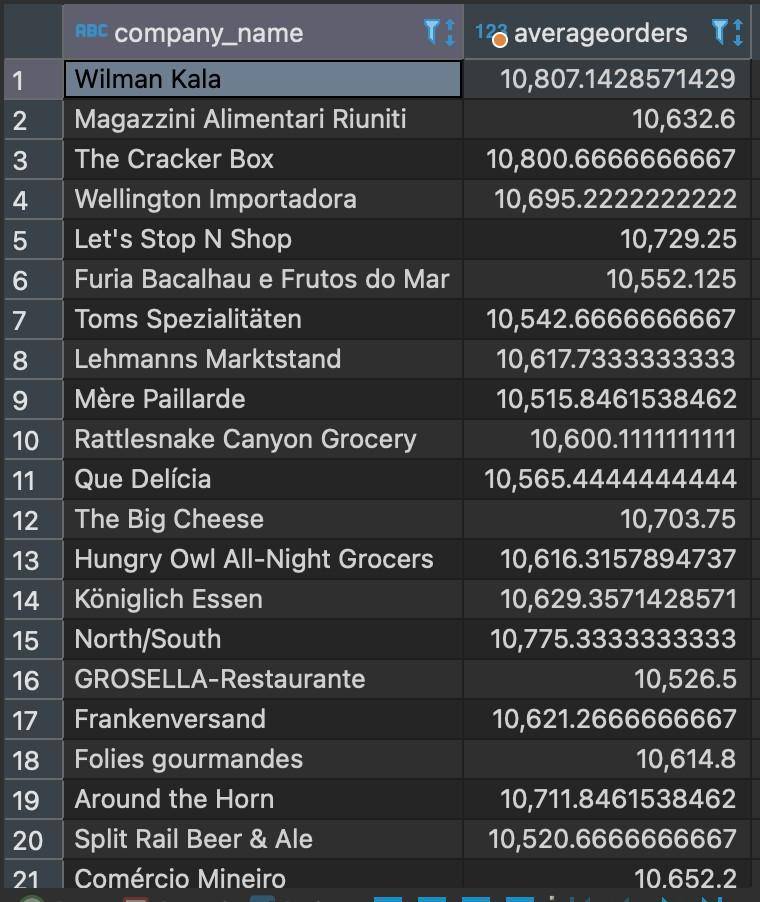 ABC company_name 123 averageorders
1 Wilman Kala 10,807.1428571429
2 Magazzini Alimentari Riuniti 10,632.6
3 The Cracker Box 10,800.6666666667
4 Wellington Importadora 10,695.2222222222
5 Let's Stop N Shop 10,729.25
6 Furia Bacalhau e Frutos do Mar 10,552.125
7 Toms Spezialitäten 10,542.6666666667
8 Lehmanns Marktstand 10,617.7333333333
9 Mère Paillarde 10,515.8461538462
10 Rattlesnake Canyon Grocery 10,600.1111111111
11 Que Delícia 10,565.4444444444
12 The Big Cheese 10,703.75
13 Hungry Owl All-Night Grocers 10,616.3157894737
14 Königlich Essen 10,629.3571428571
15 North/South 10,775.3333333333
16 GROSELLA-Restaurante 10,526.5
17 Frankenversand 10,621.2666666667
18 Folies gourmandes 10,614.8
19 Around the Horn 10,711.8461538462
20 Split Rail Beer & Ale 10,520.6666666667
21 Comércio Mineiro 10,652.2